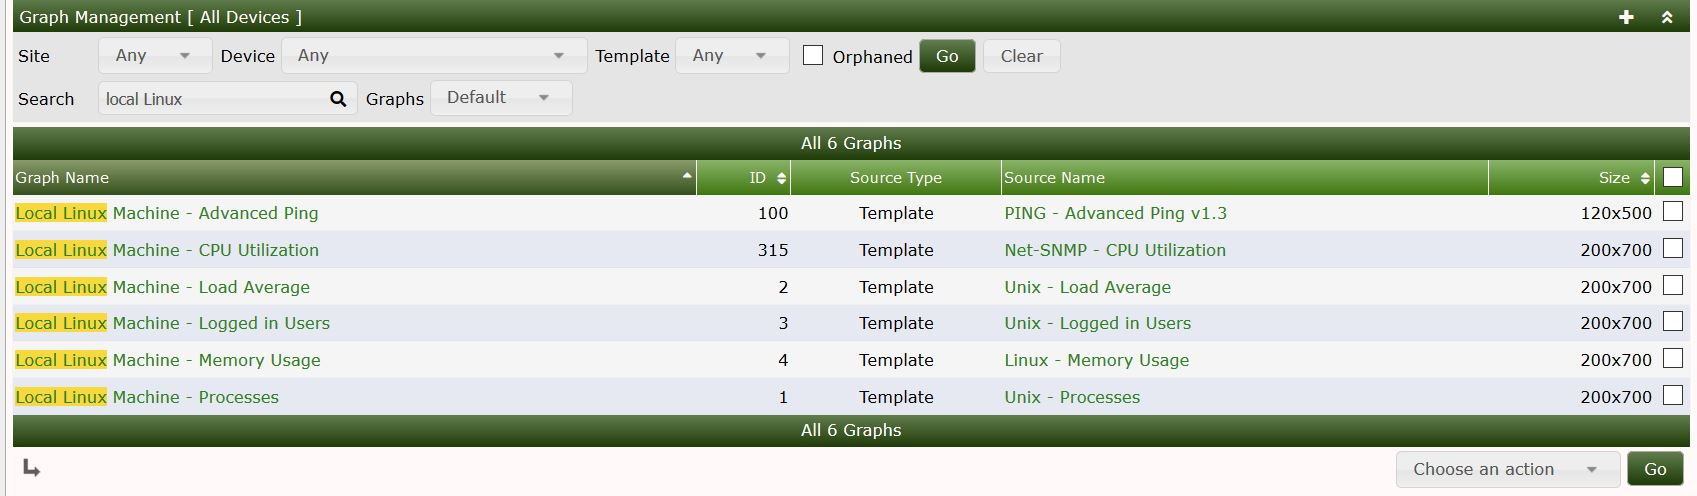 Graph Management [ All Devices ]
Site Any Device Any Template Any Orphaned Go Clear
Search local Linux Graphs Default
All 6 Graphs
Graph Name ID Source Type Source Name Size
Local Linux Machine - Advanced Ping 100 Template PING - Advanced Ping v1.3 120x500
Local Linux Machine - CPU Utilization 315 Template Net-SNMP - CPU Utilization 200x700
Local Linux Machine - Load Average 2 Template Unix - Load Average 200x700
Local Linux Machine - Logged in Users 3 Template Unix - Logged in Users 200x700
Local Linux Machine - Memory Usage 4 Template Linux - Memory Usage 200x700
Local Linux Machine - Processes 1 Template Unix - Processes 200x700
All 6 Graphs
Choose an action Go